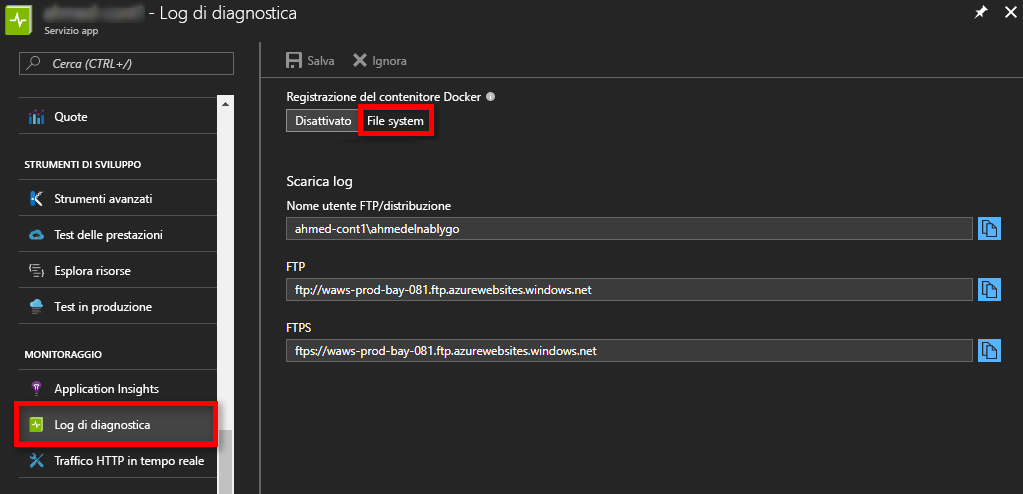 - Log di diagnostica
Servizio app
Cerca (CTRL+/)
Quote
STRUMENTI DI SVILUPPO
Strumenti avanzati
Test delle prestazioni
Esplora risorse
Test in produzione
MONITORAGGIO
Application Insights
Log di diagnostica
Traffico HTTP in tempo reale
Salva Ignora
Registrazione del contenitore Docker
Disattivato File system
Scarica log
Nome utente FTP/distribuzione
ahmed-cont1\ahmedelnablygo
FTP
ftp://waws-prod-bay-081.ftp.azurewebsites.windows.net
FTPS
ftps://waws-prod-bay-081.ftp.azurewebsites.windows.net